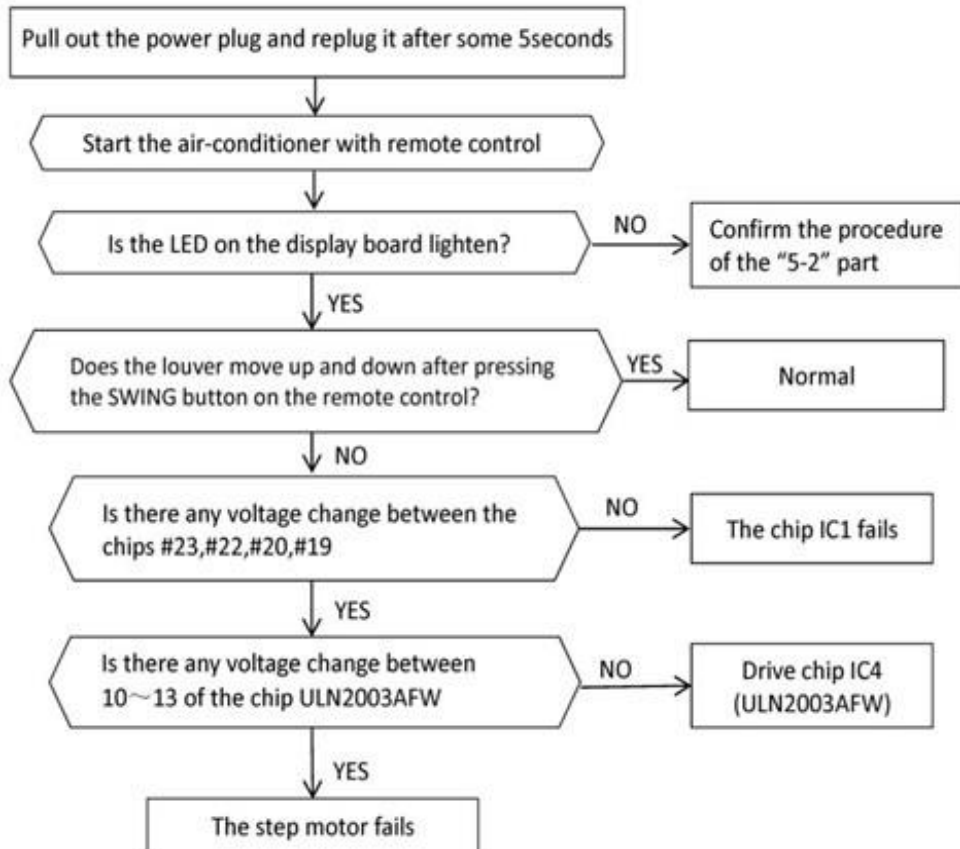 Pull out the power plug and replug it after some 5seconds
Start the air-conditioner with remote control
Is the LED on the display board lighten?
NO
Confirm the procedure
of the “5-2” part
YES
Does the louver move up and down after pressing
the SWING button on the remote control?
YES
Normal
NO
Is there any voltage change between the
chips #23,#22,#20,#19
NO
The chip IC1 fails
YES
Is there any voltage change between
10～13 of the chip ULN2003AFW
NO
Drive chip IC4
(ULN2003AFW)
YES
The step motor fails